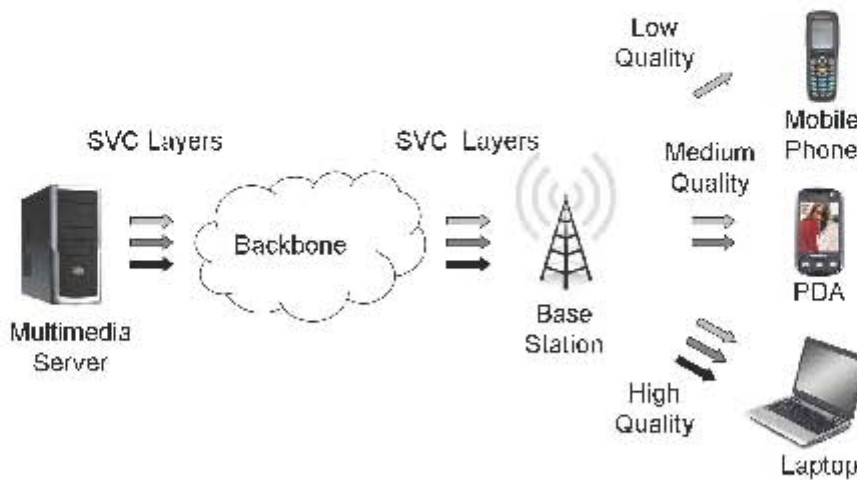 Low
Quality
Mobile
Phone
SVC Layers
SVC Layers
Medium
Quality
Backbone
PDA
Multimedia
Server
Base
Station
High
Quality
Laptop